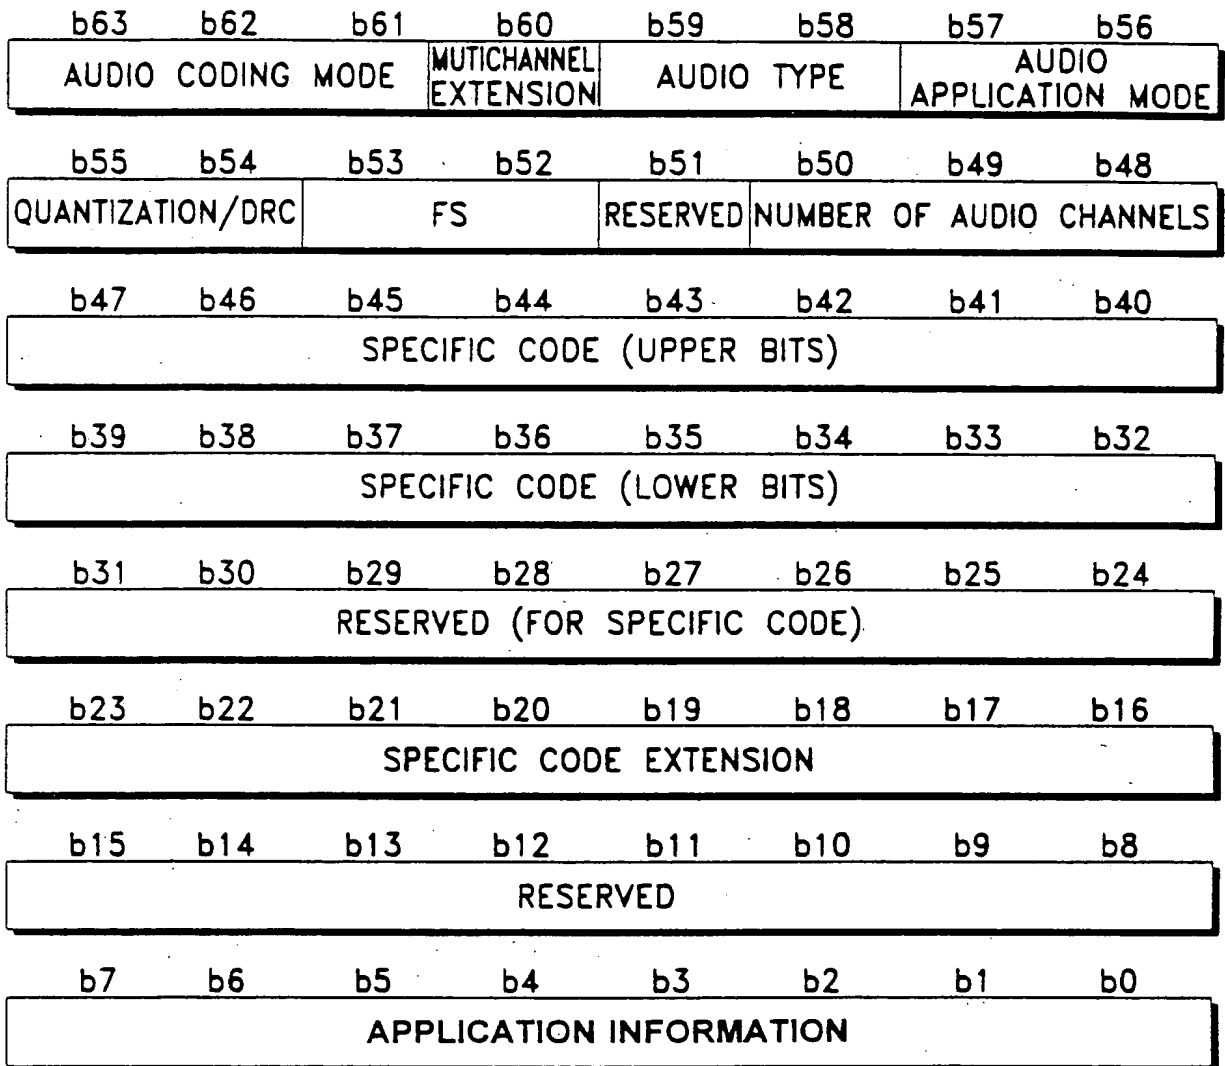 b63 b62 b61 b60 b59 b58 b57 b56
AUDIO CODING MODE
MUTICHANNEL
EXTENSION
AUDIO TYPE
AUDIO
APPLICATION MODE
b55 b54 b53 b52 b51 b50 b49 b48
QUANTIZATION/DRC FS RESERVED NUMBER OF AUDIO CHANNELS
b47 b46 b45 b44 b43 b42 b41 b40
SPECIFIC CODE (UPPER BITS)
b39 b38 b37 b36 b35 b34 b33 b32
SPECIFIC CODE (LOWER BITS)
b31 b30 b29 b28 b27 b26 b25 b24
RESERVED (FOR SPECIFIC CODE)
b23 b22 b21 b20 b19 b18 b17 b16
SPECIFIC CODE EXTENSION
b15 b14 b13 b12 b11 b10 b9 b8
RESERVED
b7 b6 b5 b4 b3 b2 b1 b0
APPLICATION INFORMATION